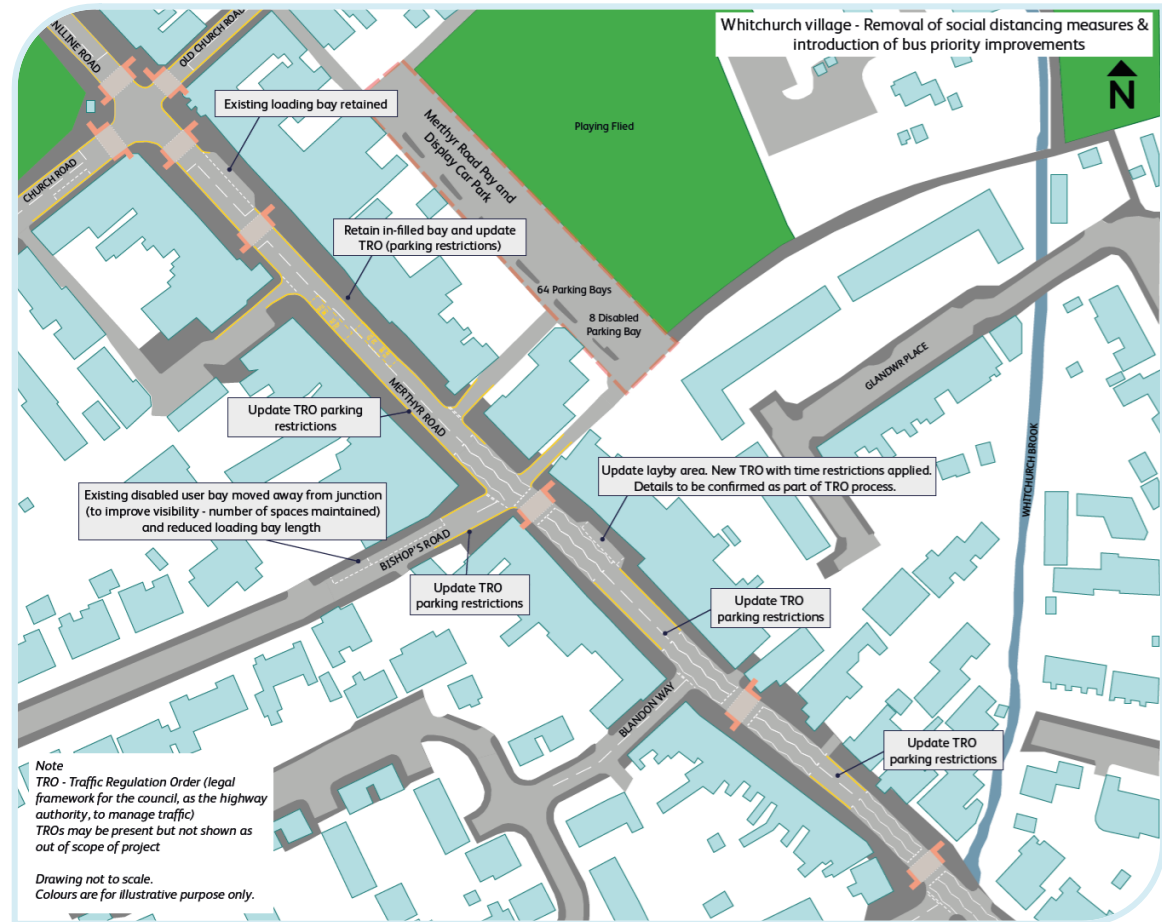 Whitchurch village - Removal of social distancing measures &
introduction of bus priority improvements
N
NLLINE ROAD
OLD CHURCH ROAD
Existing loading bay retained
Merthyr Road Pay and
Display Car Park
Playing Flied
CHURCH ROAD
Retain in-filled bay and update
TRO (parking restrictions)
64 Parking Bays
8 Disabled
Parking Bay
GLANDWR PLACE
MERTHYR ROAD
Update TRO parking
restrictions
WHITCHURCH BROOK
Update layby area. New TRO with time restrictions applied.
Details to be confirmed as part of TRO process.
Existing disabled user bay moved away from junction
(to improve visibility - number of spaces maintained)
and reduced loading bay length
BISHOP'S ROAD
Update TRO
parking restrictions
Update TRO
parking restrictions
BLANDON WAY
Update TRO
parking restrictions
Note
TRO - Traffic Regulation Order (legal
framework for the council, as the highway
authority, to manage traffic)
TROs may be present but not shown as
out of scope of project
Drawing not to scale.
Colours are for illustrative purpose only.